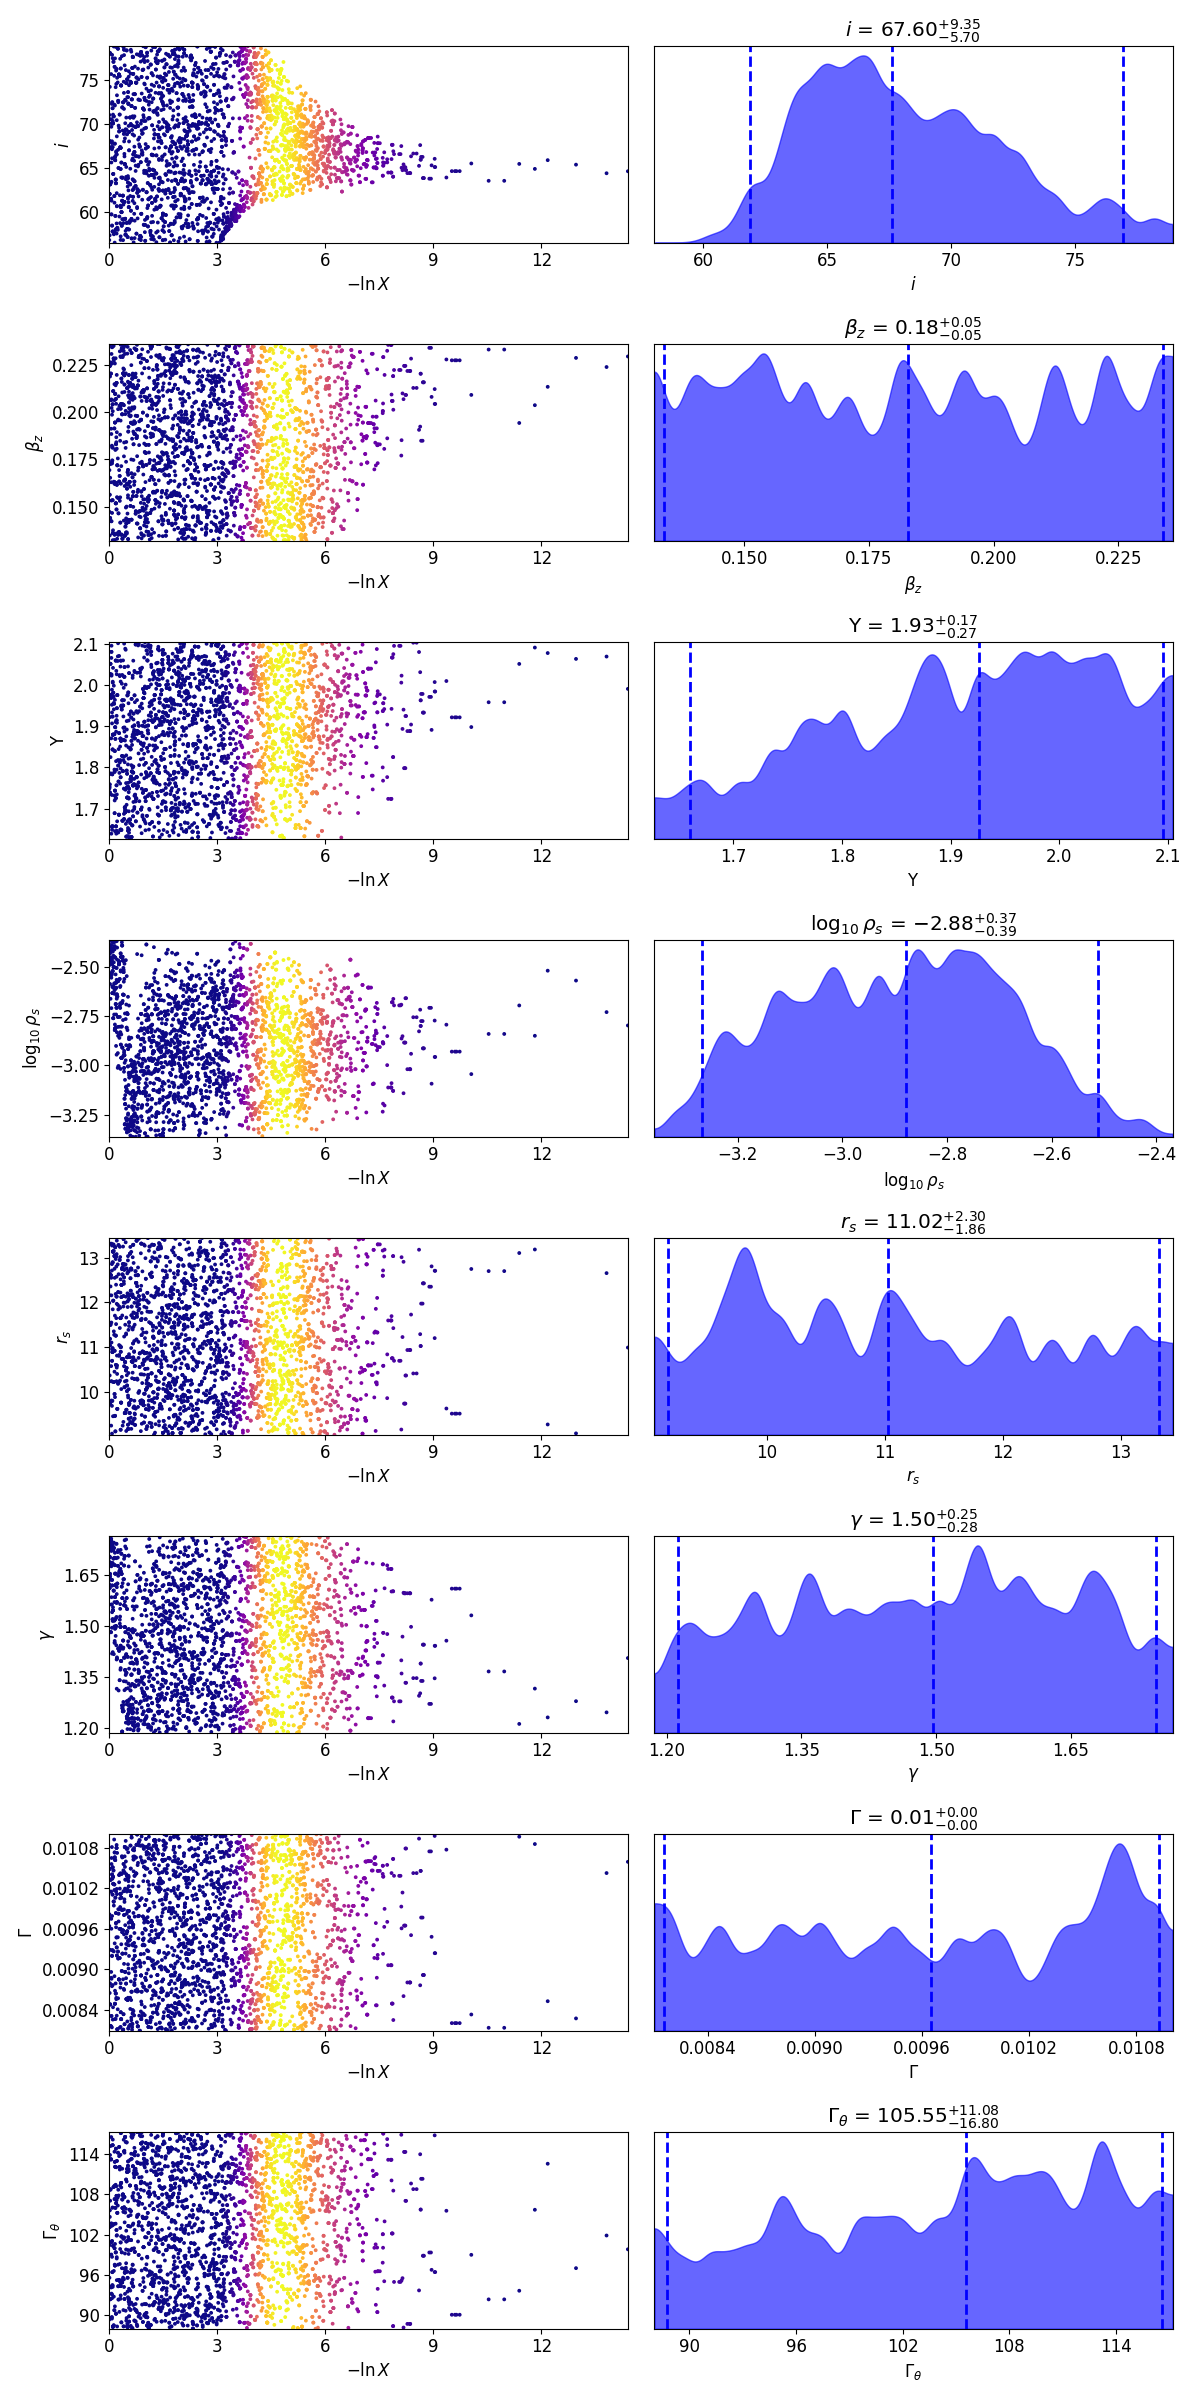 i = 67.60 +9.35 −5.70
75
70
65
60
i
0 3 6 9 12
−ln X
60 65 70 75
i
β_z = 0.18 +0.05 −0.05
0.225
0.200
0.175
0.150
β_z
0 3 6 9 12
−ln X
0.150 0.175 0.200 0.225
β_z
Υ = 1.93 +0.17 −0.27
2.1
2.0
1.9
1.8
1.7
Υ
0 3 6 9 12
−ln X
1.7 1.8 1.9 2.0 2.1
Υ
log₁₀ ρ_s = −2.88 +0.37 −0.39
−2.50
−2.75
−3.00
−3.25
log₁₀ ρ_s
0 3 6 9 12
−ln X
−3.2 −3.0 −2.8 −2.6 −2.4
log₁₀ ρ_s
r_s = 11.02 +2.30 −1.86
13
12
11
10
r_s
0 3 6 9 12
−ln X
10 11 12 13
r_s
γ = 1.50 +0.25 −0.28
1.65
1.50
1.35
1.20
γ
0 3 6 9 12
−ln X
1.20 1.35 1.50 1.65
γ
Γ = 0.01 +0.00 −0.00
0.0108
0.0102
0.0096
0.0090
0.0084
Γ
0 3 6 9 12
−ln X
0.0084 0.0090 0.0096 0.0102 0.0108
Γ
Γ_θ = 105.55 +11.08 −16.80
114
108
102
96
90
Γ_θ
0 3 6 9 12
−ln X
90 96 102 108 114
Γ_θ